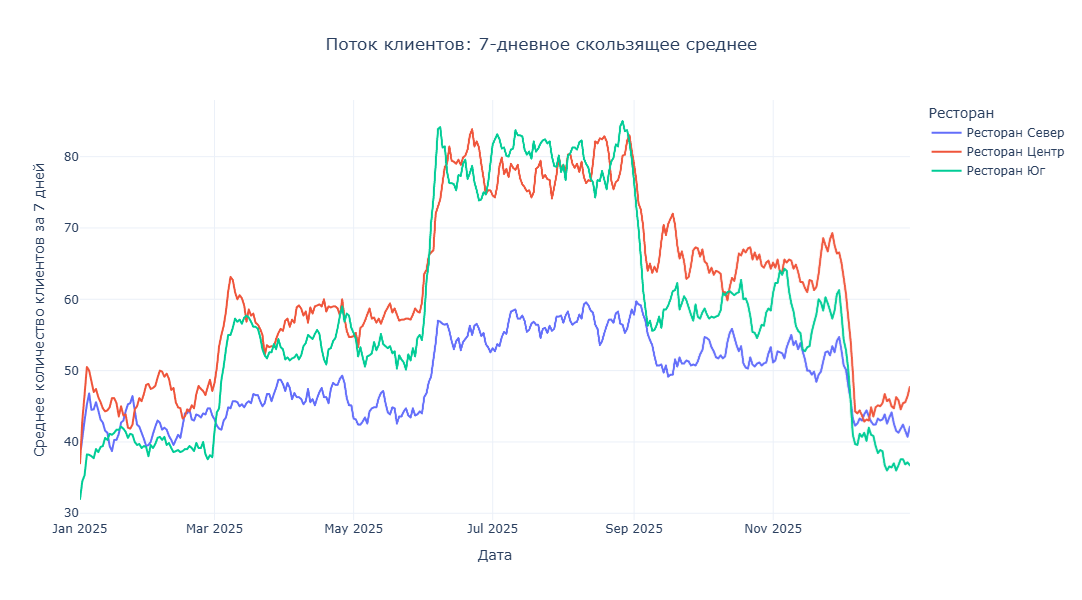 Поток клиентов: 7-дневное скользящее среднее
Ресторан
Ресторан Север
Ресторан Центр
Ресторан Юг
Среднее количество клиентов за 7 дней
80
70
60
50
40
30
Jan 2025
Mar 2025
May 2025
Jul 2025
Sep 2025
Nov 2025
Дата